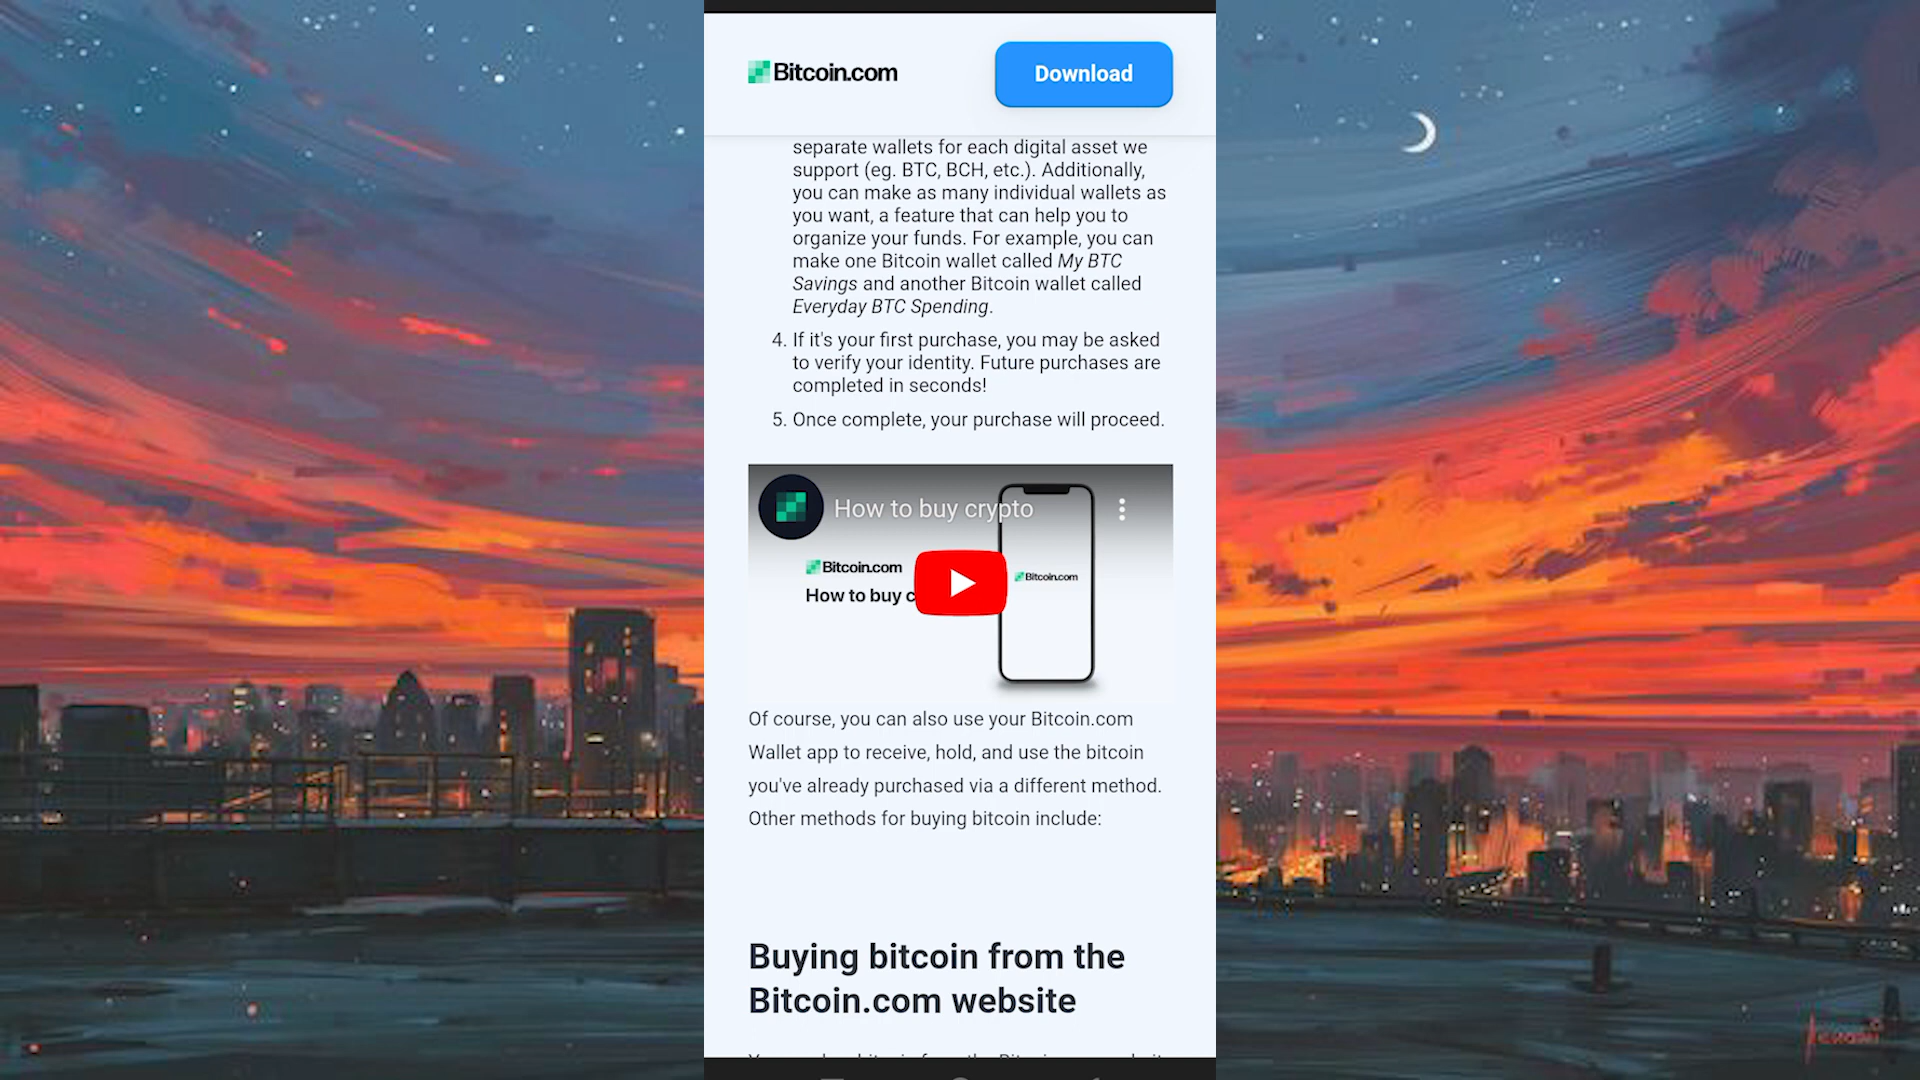 Bitcoin.com
Download
separate wallets for each digital asset we
support (eg. BTC, BCH, etc.). Additionally,
you can make as many individual wallets as
you want, a feature that can help you to
organize your funds. For example, you can
make one Bitcoin wallet called My BTC
Savings and another Bitcoin wallet called
Everyday BTC Spending.
4. If it's your first purchase, you may be asked
to verify your identity. Future purchases are
completed in seconds!
5. Once complete, your purchase will proceed.
How to buy crypto
Bitcoin.com
Bitcoin.com
How to buy c
Of course, you can also use your Bitcoin.com
Wallet app to receive, hold, and use the bitcoin
you've already purchased via a different method.
Other methods for buying bitcoin include:
Buying bitcoin from the
Bitcoin.com website